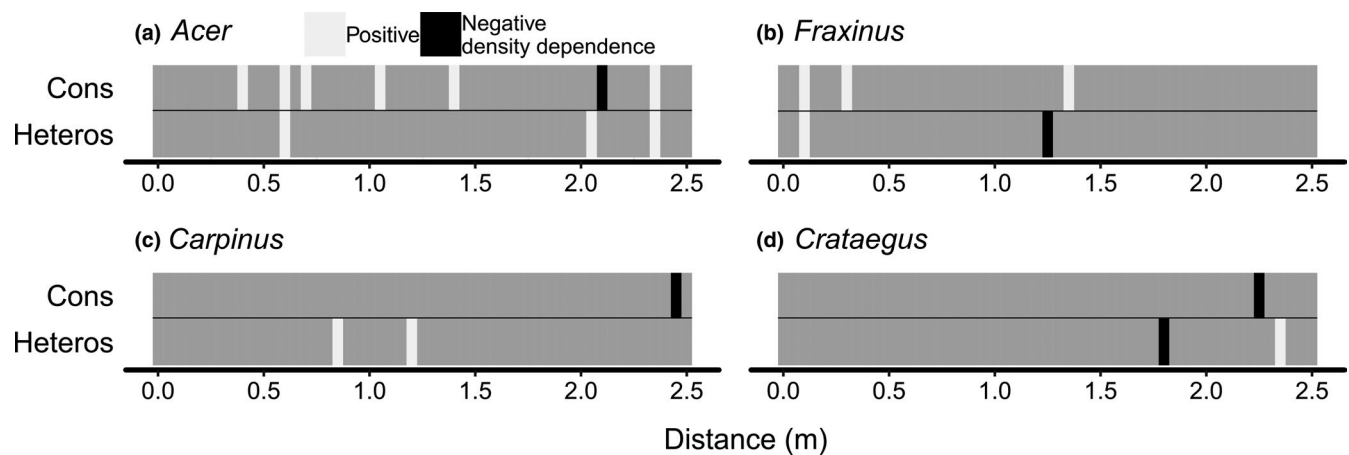 (a) Acer
Positive
Negative
density dependence
(b) Fraxinus
Cons
Heteros
0.0 0.5 1.0 1.5 2.0 2.5
0.0 0.5 1.0 1.5 2.0 2.5
(c) Carpinus
(d) Crataegus
Cons
Heteros
0.0 0.5 1.0 1.5 2.0 2.5
0.0 0.5 1.0 1.5 2.0 2.5
Distance (m)